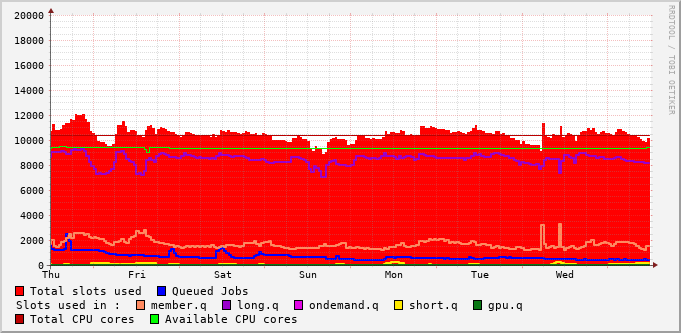 RRDTOOL / TOBI OETIKER
20000
18000
16000
14000
12000
10000
8000
6000
4000
2000
0
Thu Fri Sat Sun Mon Tue Wed
Total slots used Queued Jobs
Slots used in : member.q long.q ondemand.q short.q gpu.q
Total CPU cores Available CPU cores